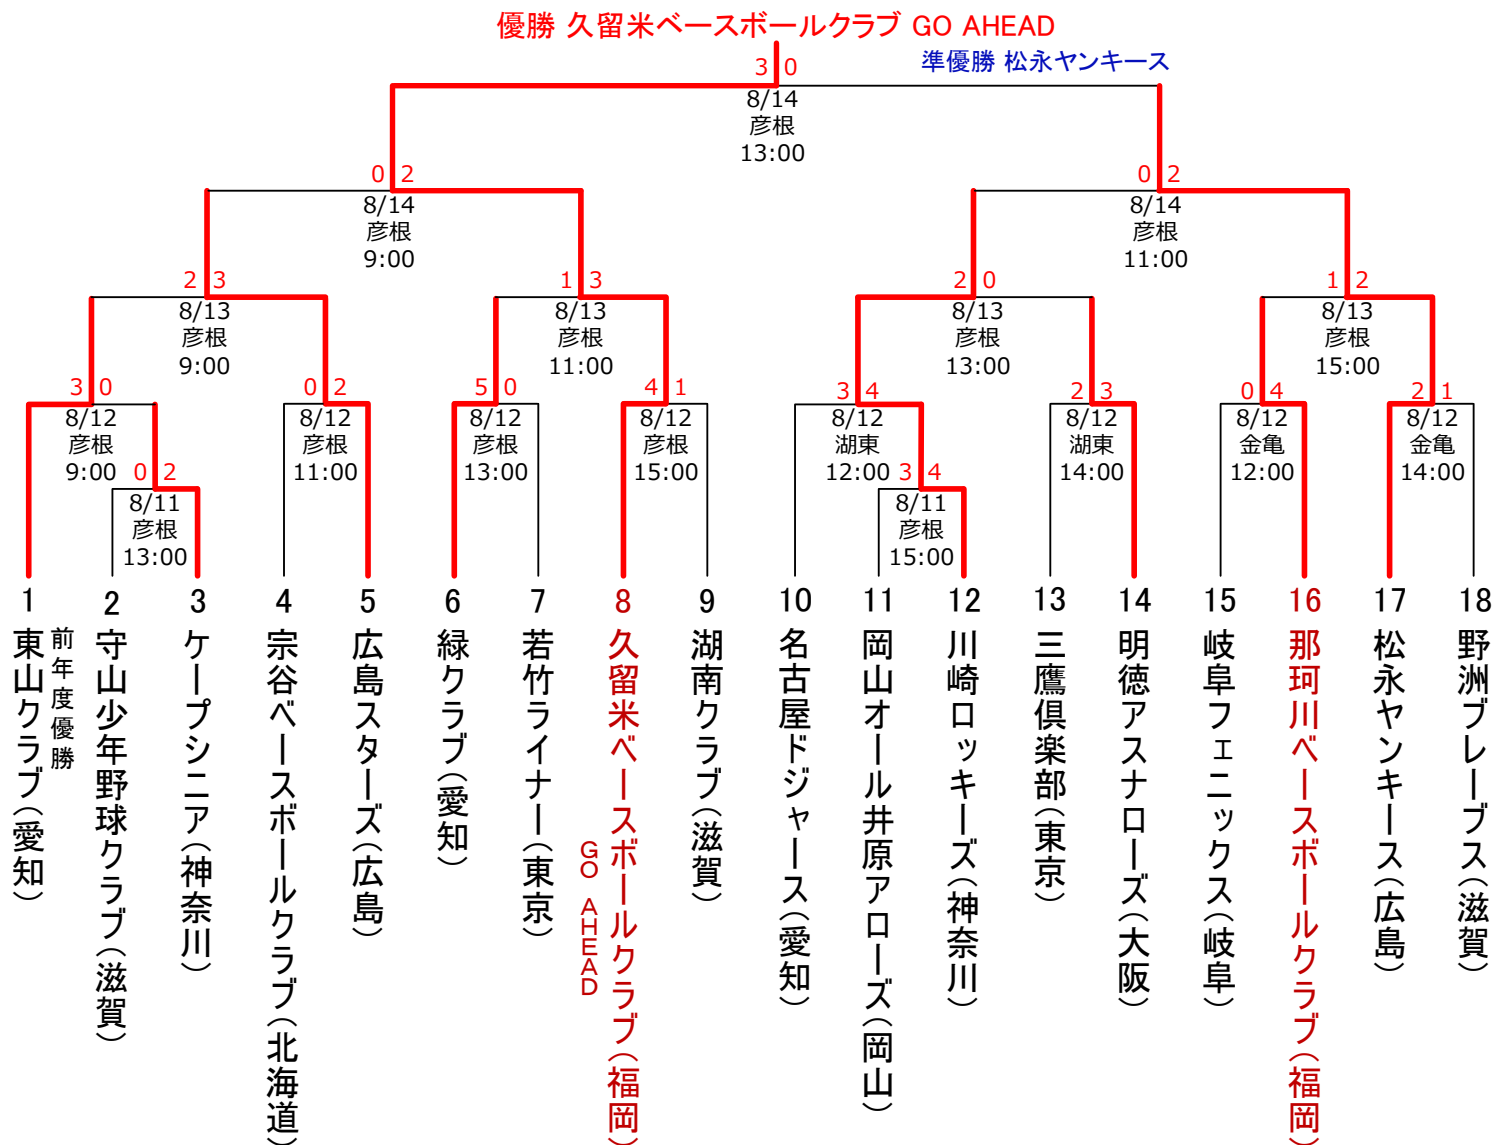 優勝 久留米ベースボールクラブ GO AHEAD
準優勝 松永ヤンキース
3 0
8/14
彦根
13:00
0 2
8/14
彦根
9:00
0 2
8/14
彦根
11:00
2 3
8/13
彦根
9:00
1 3
8/13
彦根
11:00
2 0
8/13
彦根
13:00
1 2
8/13
彦根
15:00
3 0
8/12
彦根
9:00
0 2
8/12
彦根
11:00
5 0
8/12
彦根
13:00
4 1
8/12
彦根
15:00
3 4
8/12
湖東
12:00
2 3
8/12
湖東
14:00
0 4
8/12
金亀
12:00
2 1
8/12
金亀
14:00
0 2
8/11
彦根
13:00
3 4
8/11
彦根
15:00
1 東山クラブ(愛知)
前年度優勝
2 守山少年野球クラブ(滋賀)
3 ケープシニア(神奈川)
4 宗谷ベースボールクラブ(北海道)
5 広島スターズ(広島)
6 緑クラブ(愛知)
7 若竹ライナー(東京)
8 久留米ベースボールクラブ(福岡)
GO AHEAD
9 湖南クラブ(滋賀)
10 名古屋ドジャース(愛知)
11 岡山オール井原アローズ(岡山)
12 川崎ロッキーズ(神奈川)
13 三鷹倶楽部(東京)
14 明徳アスナローズ(大阪)
15 岐阜フェニックス(岐阜)
16 那珂川ベースボールクラブ(福岡)
17 松永ヤンキース(広島)
18 野洲ブレーブス(滋賀)